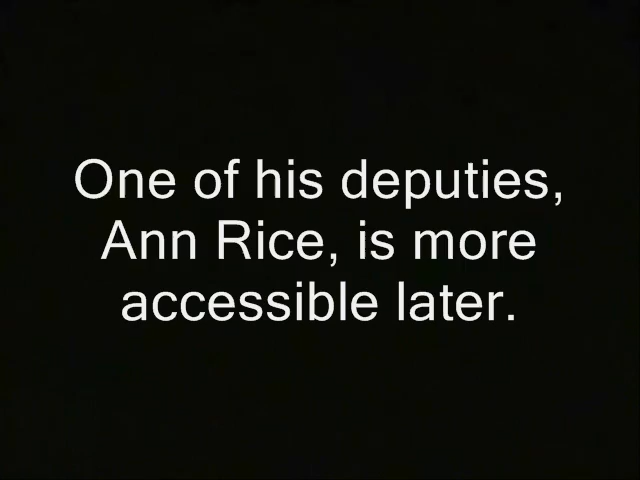 One of his deputies,
Ann Rice, is more
accessible later.